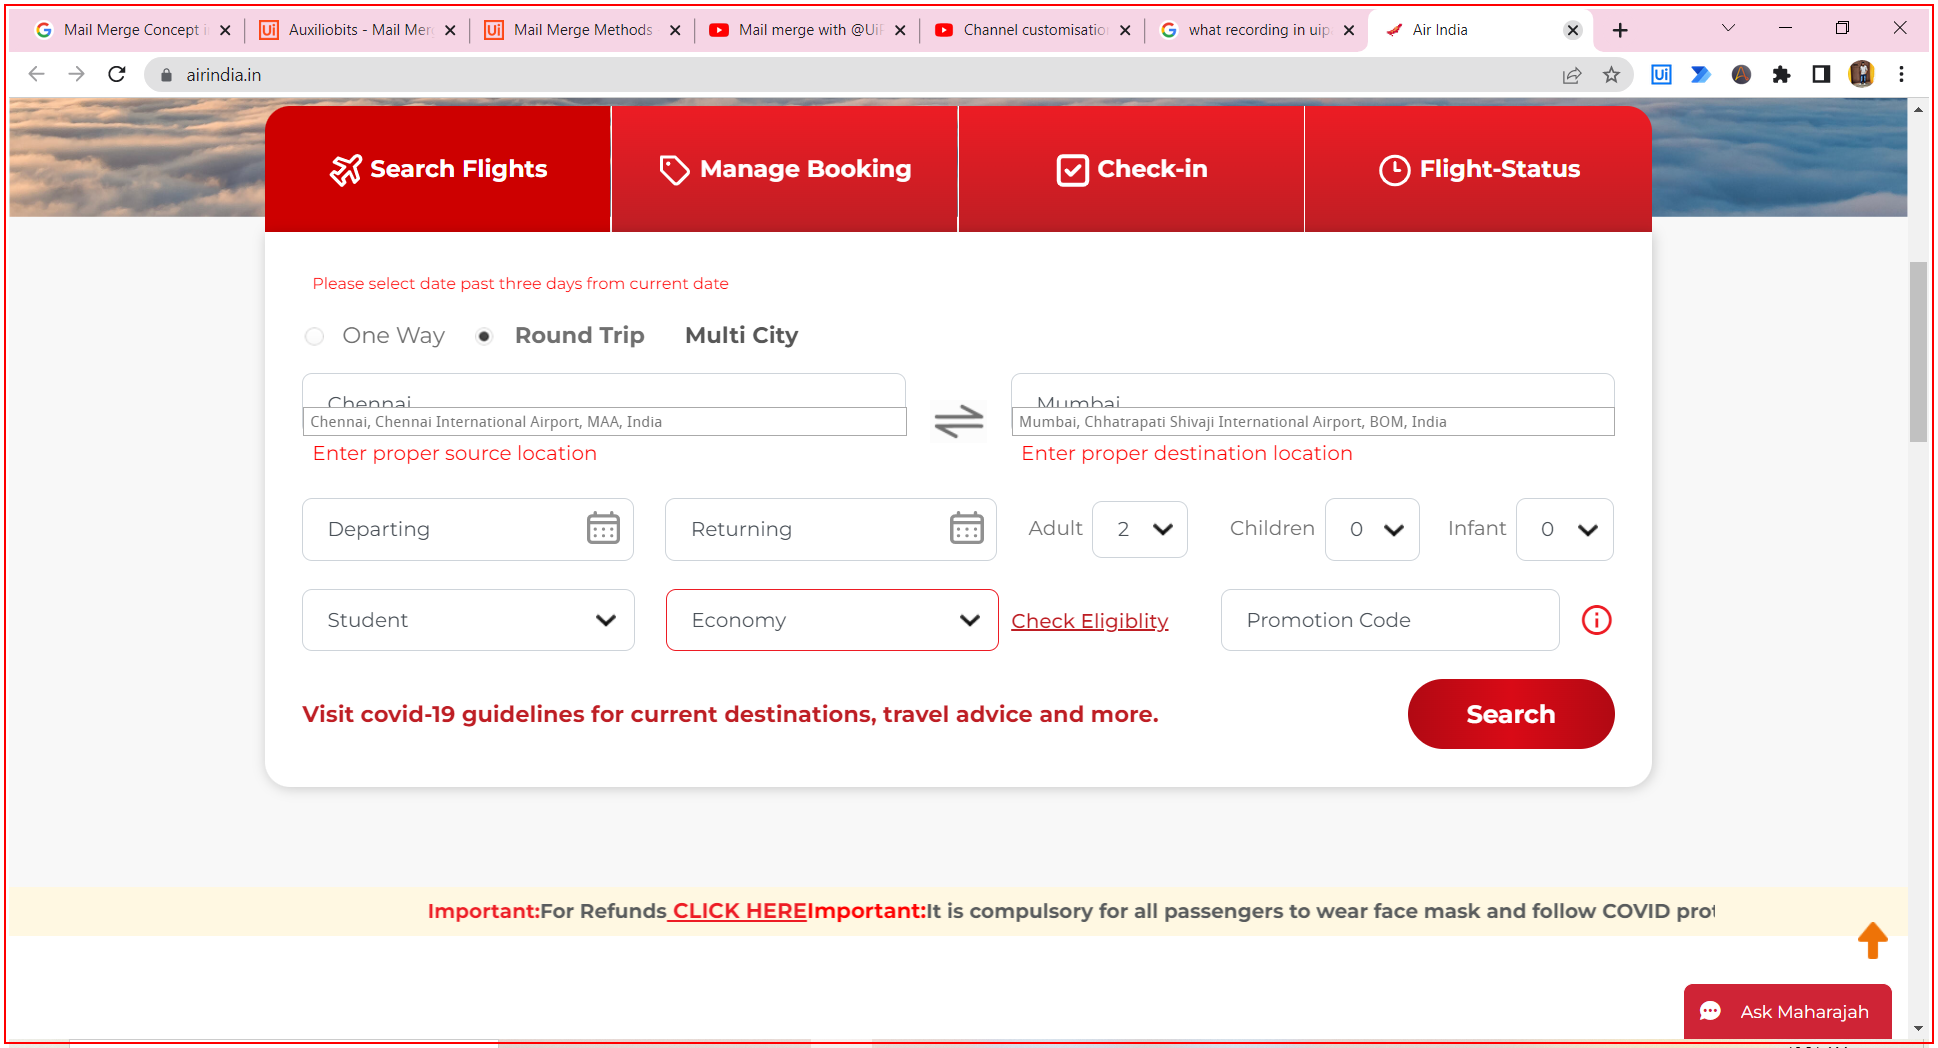 Mail Merge Concept i
Auxiliobits - Mail Mer
Mail Merge Methods
Mail merge with @UiP
Channel customisatio
what recording in uip
Air India
airindia.in
Search Flights
Manage Booking
Check-in
Flight-Status
Please select date past three days from current date
One Way
Round Trip
Multi City
Chennai
Mumbai
Chennai, Chennai International Airport, MAA, India
Mumbai, Chhatrapati Shivaji International Airport, BOM, India
Enter proper source location
Enter proper destination location
Departing
Returning
Adult
2
Children
0
Infant
0
Student
Economy
Check Eligiblity
Promotion Code
Visit covid-19 guidelines for current destinations, travel advice and more.
Search
Important:For Refunds CLICK HEREImportant:It is compulsory for all passengers to wear face mask and follow COVID prot
Ask Maharajah